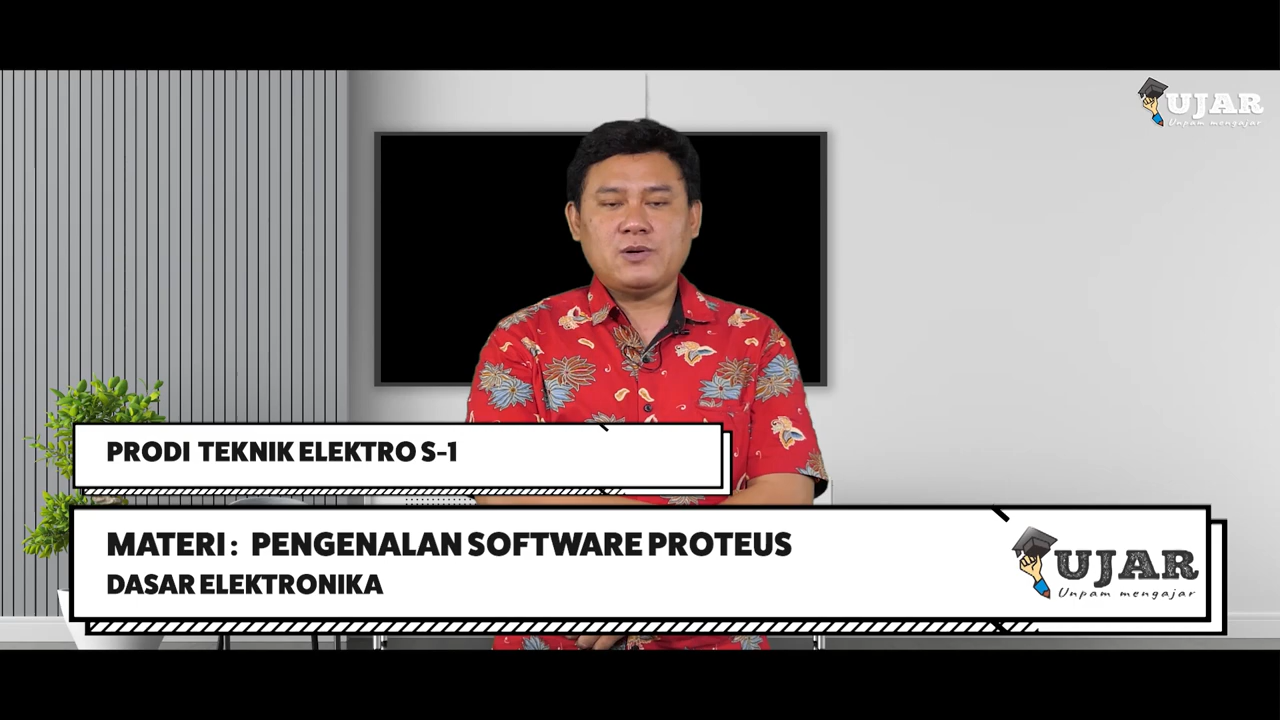 UJAR
Unpam mengajar
PRODI TEKNIK ELEKTRO S-1
MATERI : PENGENALAN SOFTWARE PROTEUS
DASAR ELEKTRONIKA
UJAR
Unpam mengajar